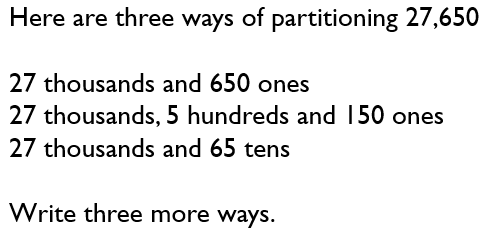 Here are three ways of partitioning 27,650
27 thousands and 650 ones
27 thousands, 5 hundreds and 150 ones
27 thousands and 65 tens
Write three more ways.